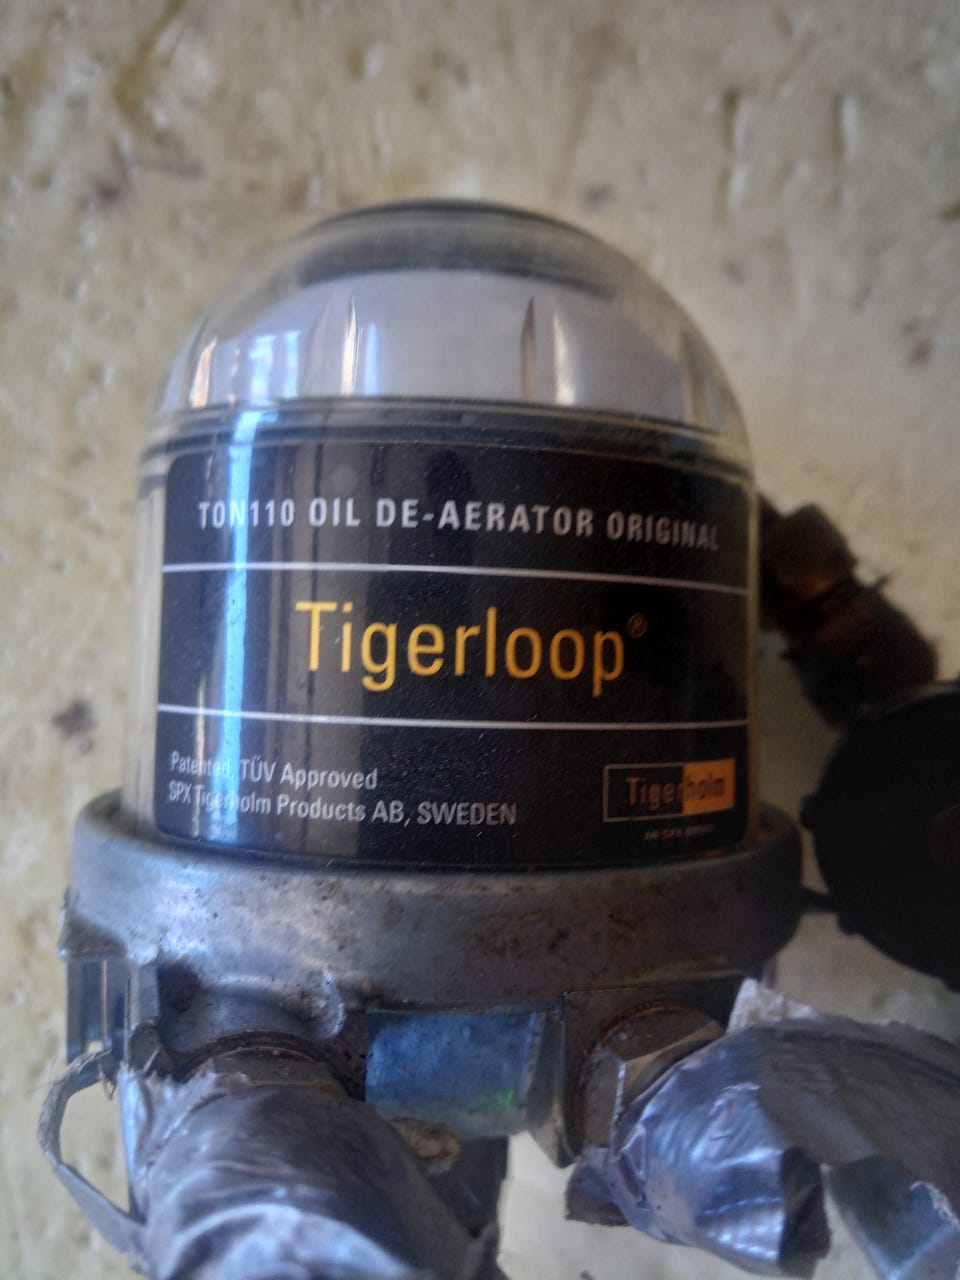 TON110 OIL DE-AERATOR ORIGINAL
Tigerloop®
Patented, TÜV Approved
SPX Tigerholm Products AB, SWEDEN
Tigerholm